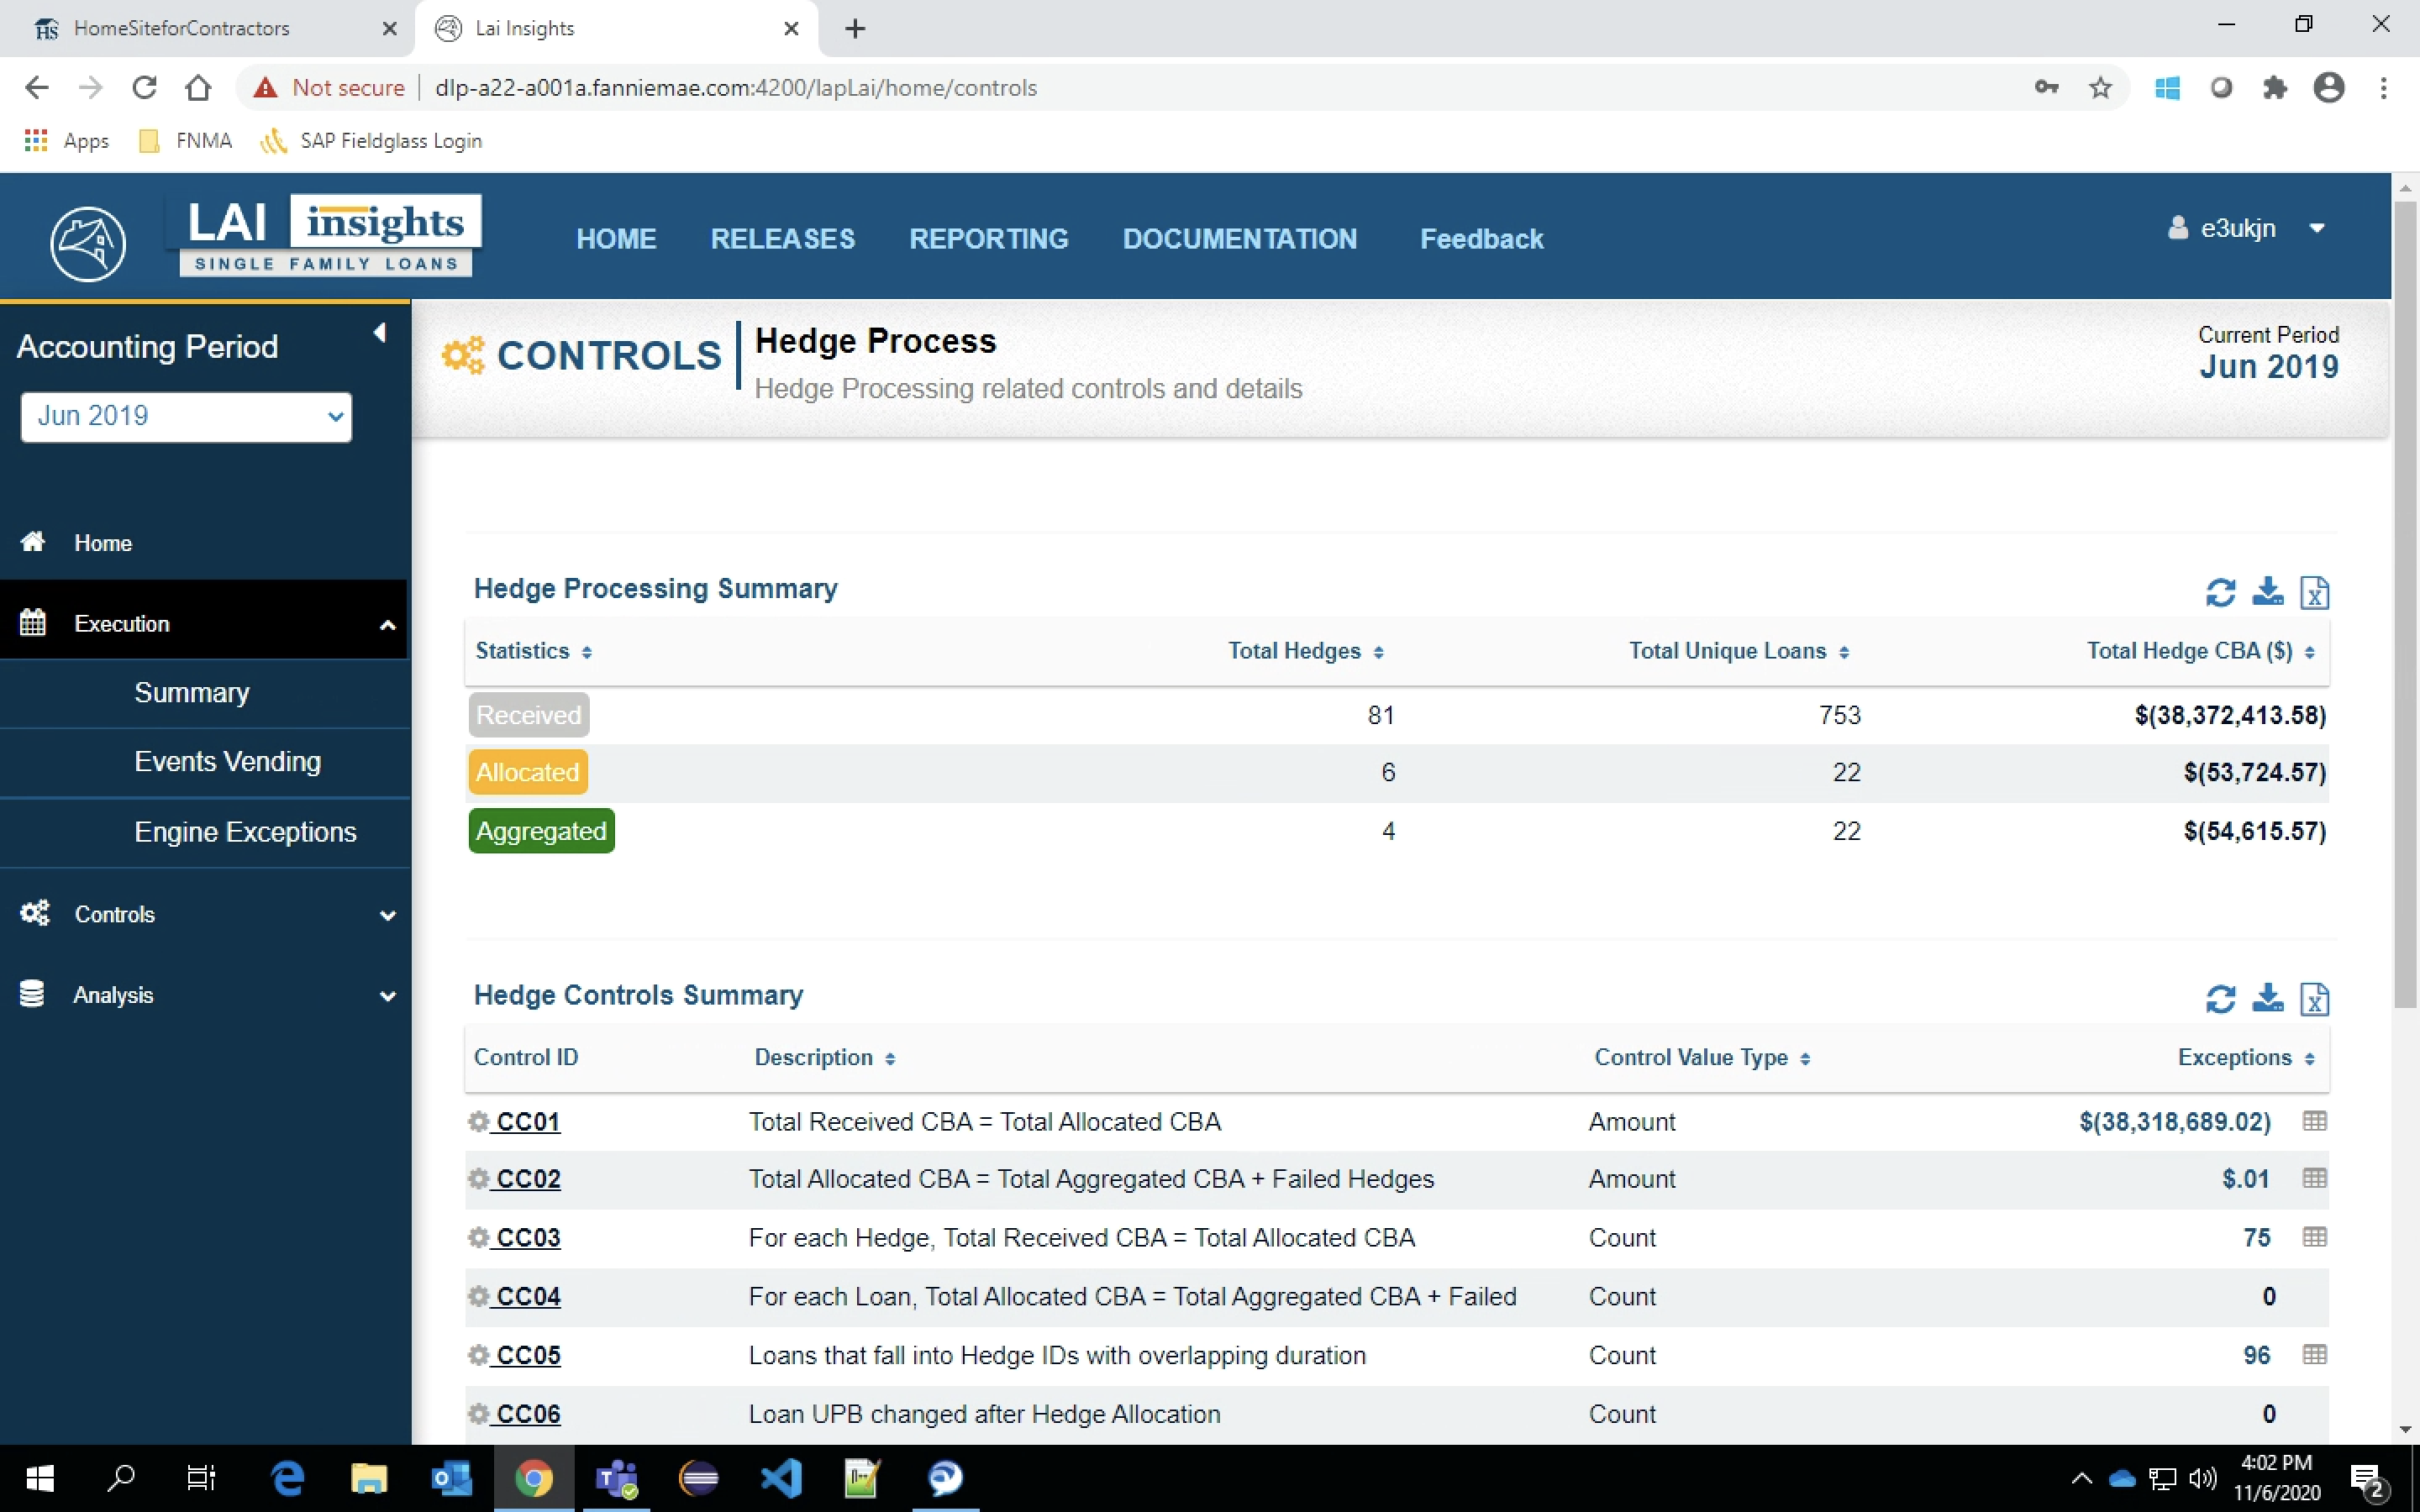 HomeSiteforContractors
Lai Insights
Not secure
dlp-a22-a001a.fanniemae.com:4200/lapLai/home/controls
Apps
FNMA
SAP Fieldglass Login
LAI insights
SINGLE FAMILY LOANS
HOME RELEASES REPORTING DOCUMENTATION Feedback
e3ukjn
Accounting Period
Jun 2019
Home
Execution
Summary
Events Vending
Engine Exceptions
Controls
Analysis
CONTROLS
Hedge Process
Hedge Processing related controls and details
Current Period
Jun 2019
Hedge Processing Summary
Statistics Total Hedges Total Unique Loans Total Hedge CBA ($)
Received 81 753 $(38,372,413.58)
Allocated 6 22 $(53,724.57)
Aggregated 4 22 $(54,615.57)
Hedge Controls Summary
Control ID Description Control Value Type Exceptions
CC01 Total Received CBA = Total Allocated CBA Amount $(38,318,689.02)
CC02 Total Allocated CBA = Total Aggregated CBA + Failed Hedges Amount $.01
CC03 For each Hedge, Total Received CBA = Total Allocated CBA Count 75
CC04 For each Loan, Total Allocated CBA = Total Aggregated CBA + Failed Count 0
CC05 Loans that fall into Hedge IDs with overlapping duration Count 96
CC06 Loan UPB changed after Hedge Allocation Count 0
4:02 PM
11/6/2020
2